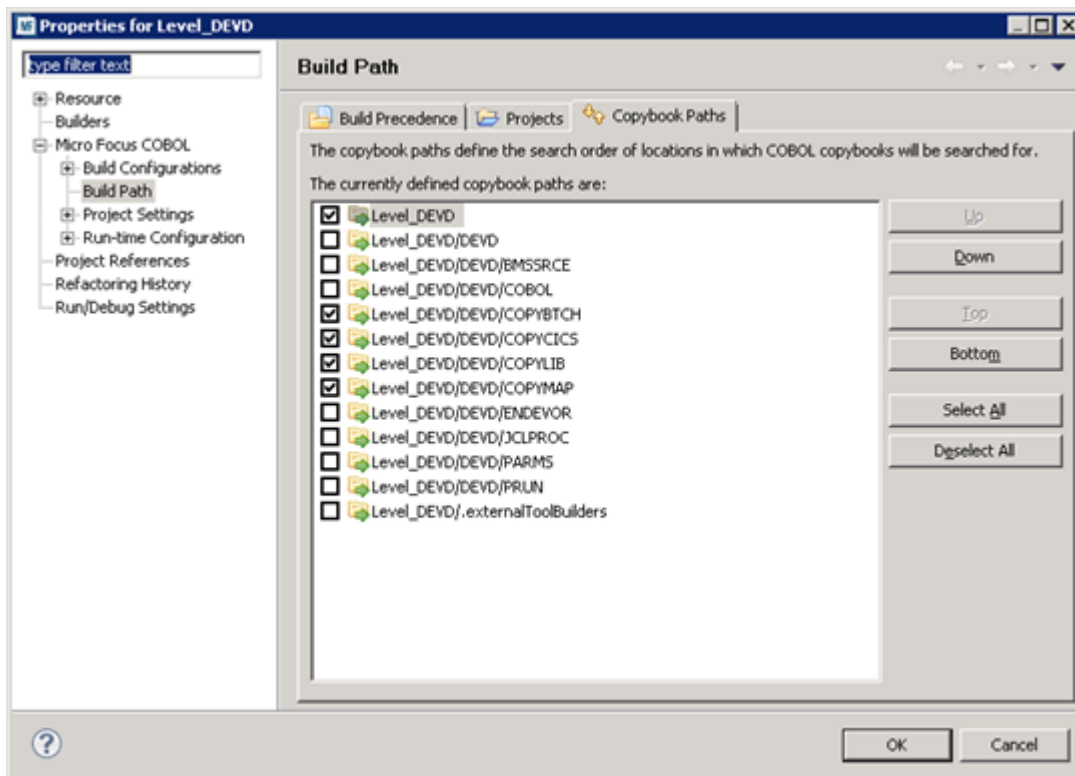 Properties for Level_DEVD
type filter text
Resource
Builders
Micro Focus COBOL
Build Configurations
Build Path
Project Settings
Run-time Configuration
Project References
Refactoring History
Run/Debug Settings
Build Path
Build Precedence
Projects
Copybook Paths
The copybook paths define the search order of locations in which COBOL copybooks will be searched for.
The currently defined copybook paths are:
Level_DEVD
Level_DEVD/DEVD
Level_DEVD/DEVD/BMSSRCE
Level_DEVD/DEVD/COBOL
Level_DEVD/DEVD/COPYBTCH
Level_DEVD/DEVD/COPYCICS
Level_DEVD/DEVD/COPYLIB
Level_DEVD/DEVD/COPYMAP
Level_DEVD/DEVD/ENDEVOR
Level_DEVD/DEVD/JCLPROC
Level_DEVD/DEVD/PARMS
Level_DEVD/DEVD/PRUN
Level_DEVD/.externalToolBuilders
Up
Down
Top
Bottom
Select All
Deselect All
?
OK
Cancel